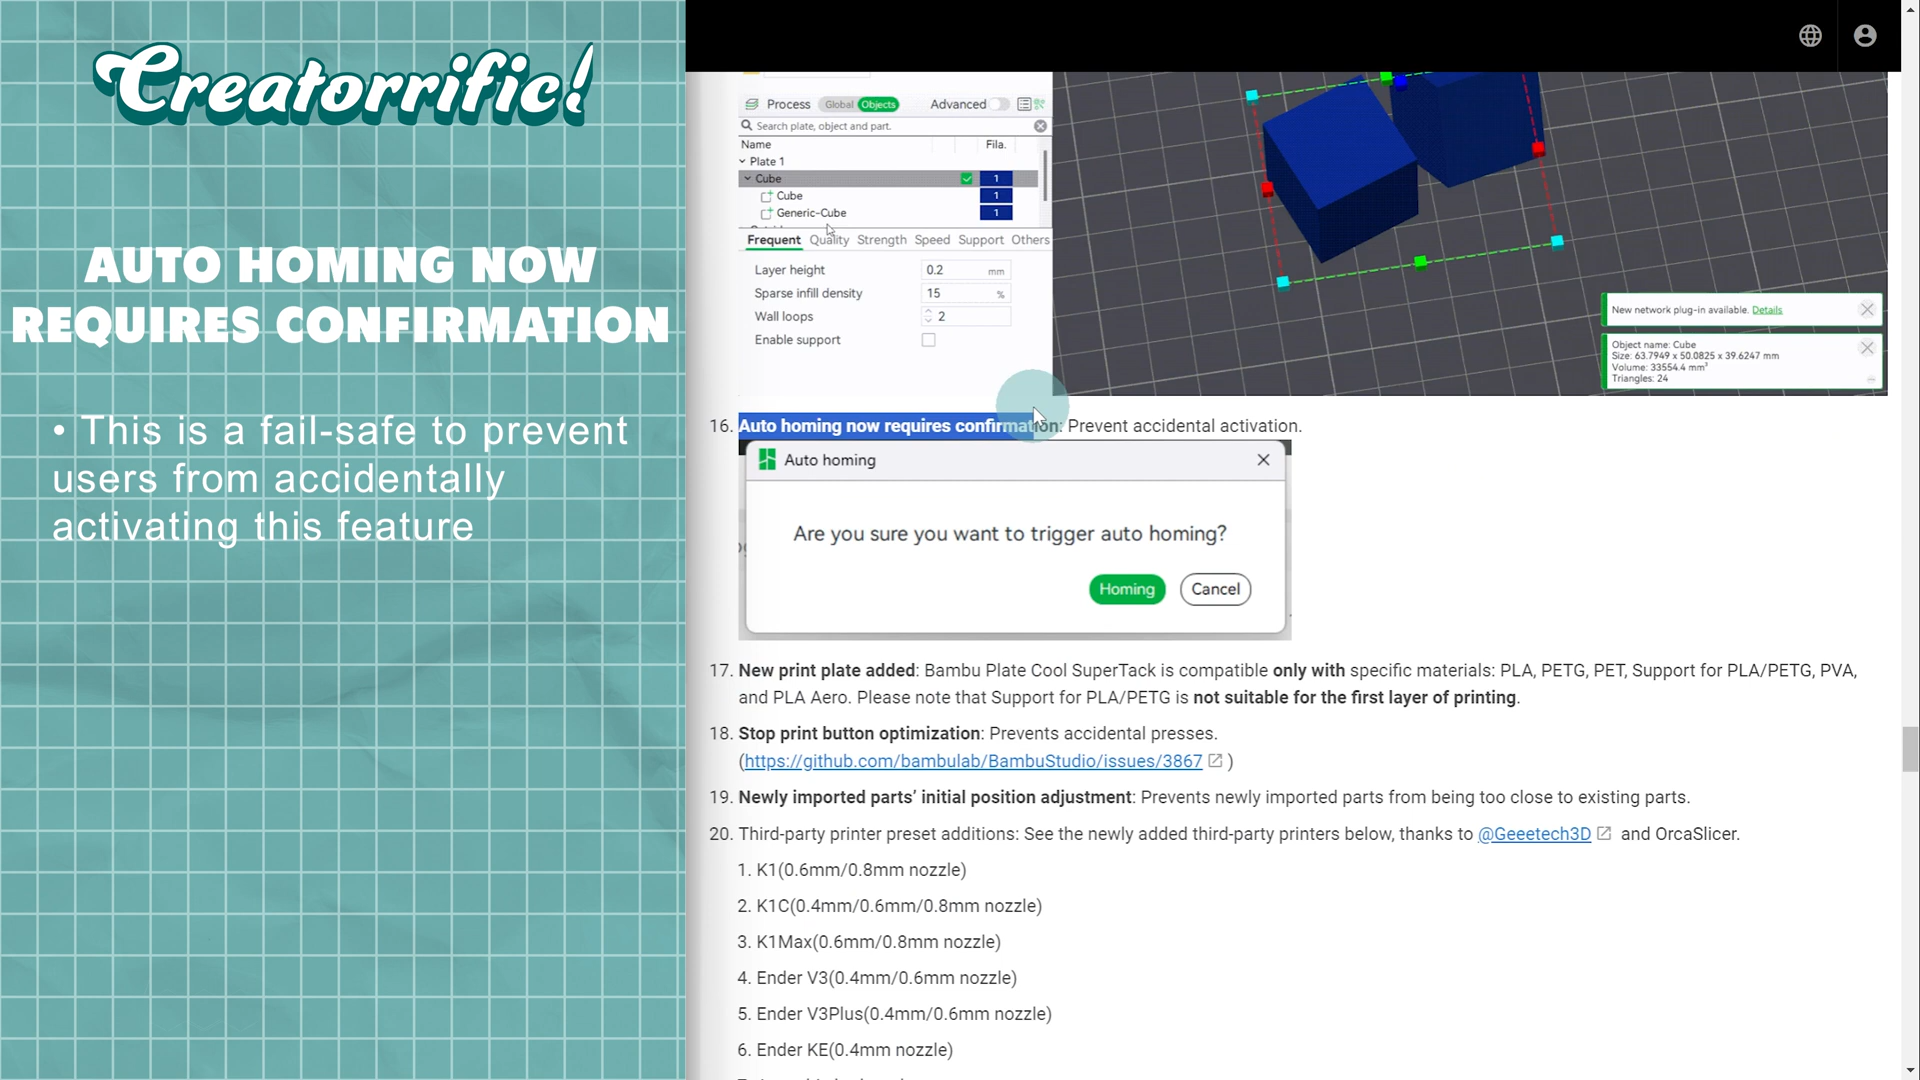 Creatorrific!
AUTO HOMING NOW
REQUIRES CONFIRMATION
• This is a fail-safe to prevent
users from accidentally
activating this feature
Process Global Objects Advanced
Search plate, object and part.
Name Fila.
Plate 1
Cube 1
Cube 1
Generic-Cube 1
Frequent Quality Strength Speed Support Others
Layer height 0.2 mm
Sparse infill density 15 %
Wall loops 2
Enable support
New network plug-in available. Details
Object name: Cube
Size: 63.7949 x 50.0825 x 39.6247 mm
Volume: 33554.4 mm³
Triangles: 24
16. Auto homing now requires confirmation: Prevent accidental activation.
Auto homing
Are you sure you want to trigger auto homing?
Homing Cancel
17. New print plate added: Bambu Plate Cool SuperTack is compatible only with specific materials: PLA, PETG, PET, Support for PLA/PETG, PVA,
and PLA Aero. Please note that Support for PLA/PETG is not suitable for the first layer of printing.
18. Stop print button optimization: Prevents accidental presses.
(https://github.com/bambulab/BambuStudio/issues/3867 )
19. Newly imported parts’ initial position adjustment: Prevents newly imported parts from being too close to existing parts.
20. Third-party printer preset additions: See the newly added third-party printers below, thanks to @Geeetech3D and OrcaSlicer.
1. K1(0.6mm/0.8mm nozzle)
2. K1C(0.4mm/0.6mm/0.8mm nozzle)
3. K1Max(0.6mm/0.8mm nozzle)
4. Ender V3(0.4mm/0.6mm nozzle)
5. Ender V3Plus(0.4mm/0.6mm nozzle)
6. Ender KE(0.4mm nozzle)